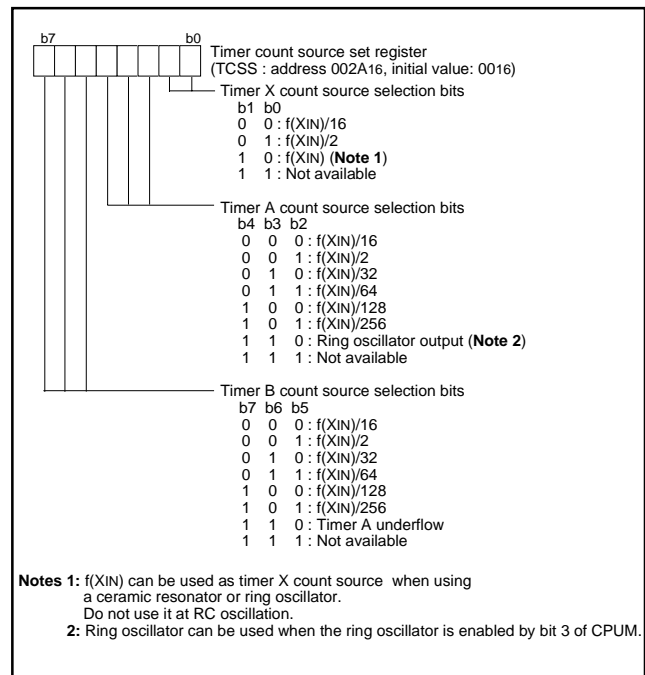 b7 b0
Timer count source set register
(TCSS : address 002A16, initial value: 0016)
Timer X count source selection bits
b1 b0
0 0 : f(XIN)/16
0 1 : f(XIN)/2
1 0 : f(XIN) (Note 1)
1 1 : Not available
Timer A count source selection bits
b4 b3 b2
0 0 0 : f(XIN)/16
0 0 1 : f(XIN)/2
0 1 0 : f(XIN)/32
0 1 1 : f(XIN)/64
1 0 0 : f(XIN)/128
1 0 1 : f(XIN)/256
1 1 0 : Ring oscillator output (Note 2)
1 1 1 : Not available
Timer B count source selection bits
b7 b6 b5
0 0 0 : f(XIN)/16
0 0 1 : f(XIN)/2
0 1 0 : f(XIN)/32
0 1 1 : f(XIN)/64
1 0 0 : f(XIN)/128
1 0 1 : f(XIN)/256
1 1 0 : Timer A underflow
1 1 1 : Not available
Notes 1: f(XIN) can be used as timer X count source when using
a ceramic resonator or ring oscillator.
Do not use it at RC oscillation.
2: Ring oscillator can be used when the ring oscillator is enabled by bit 3 of CPUM.